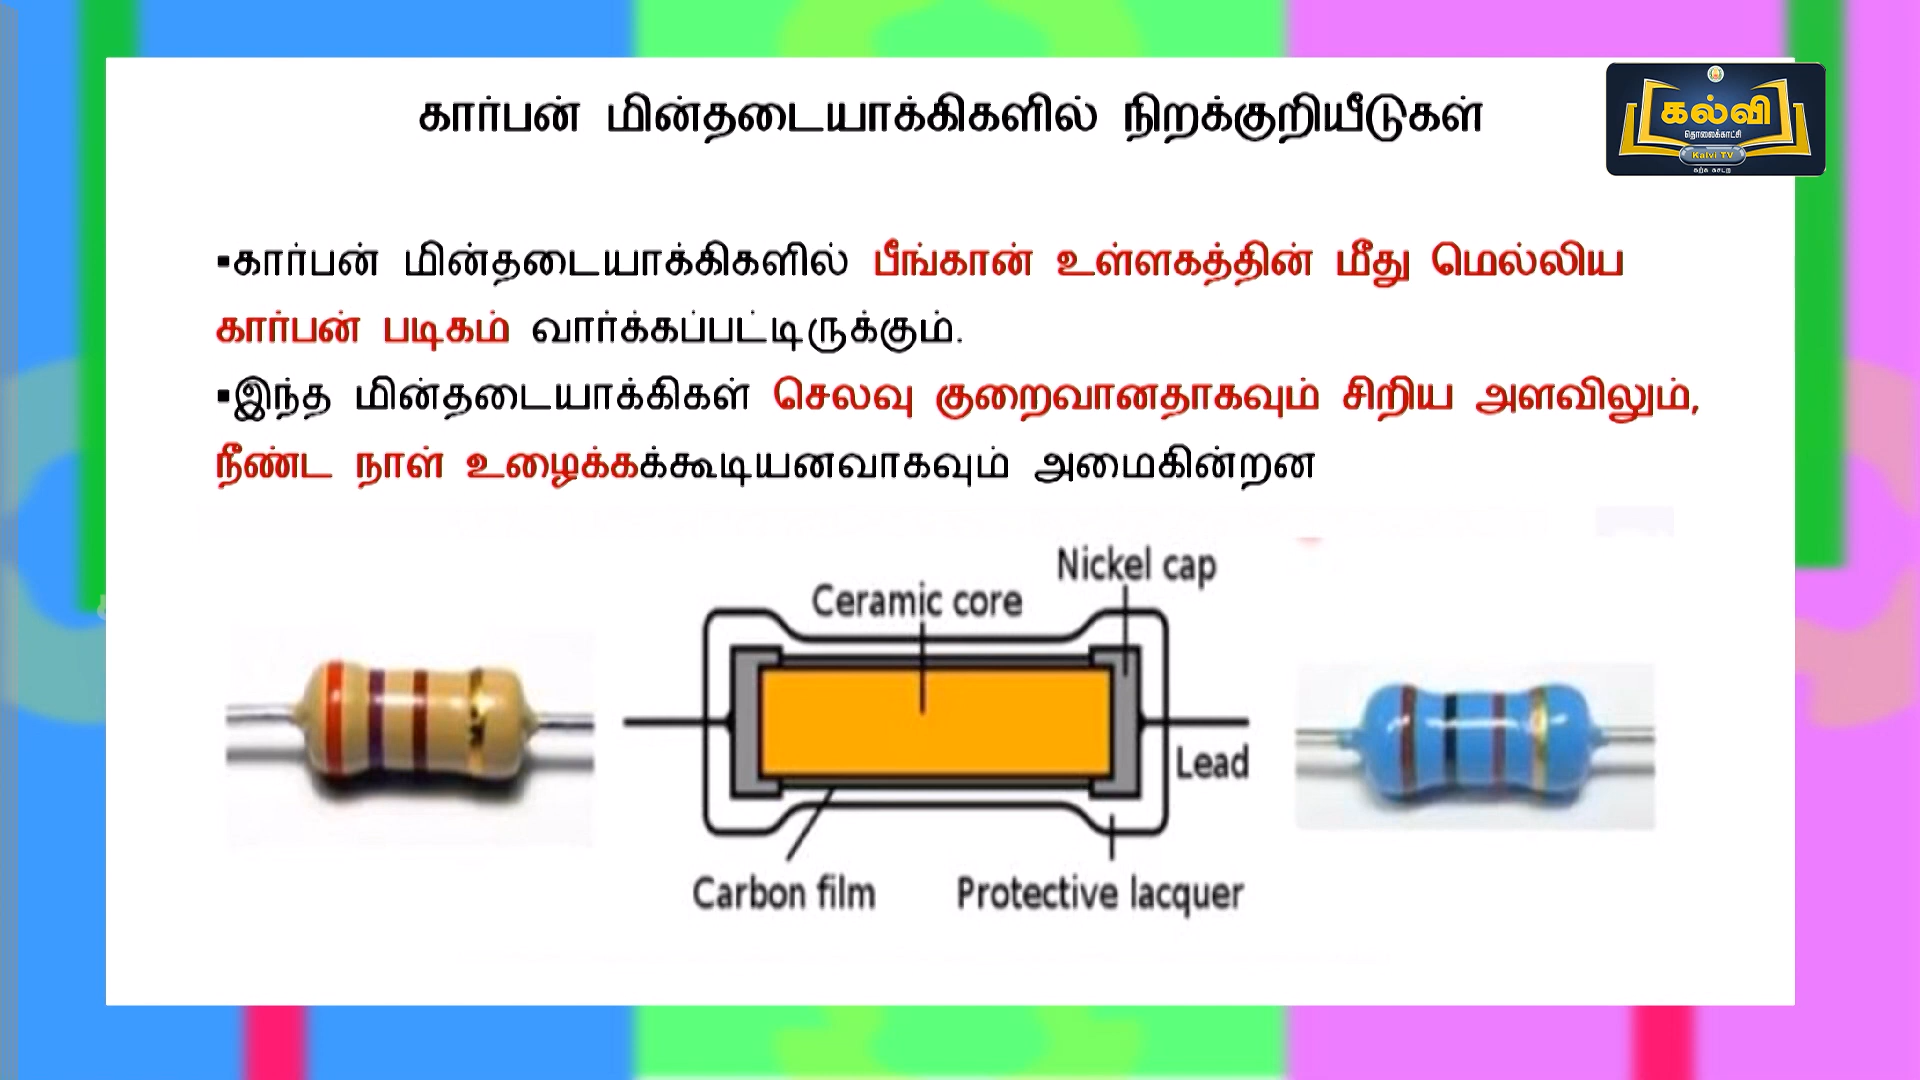 கார்பன் மின்தடையாக்கிகளில் நிறக்குறியீடுகள்
கல்வி
தொலைக்காட்சி
Kalvi TV
கற்க கசடற
▪கார்பன் மின்தடையாக்கிகளில் பீங்கான் உள்ளகத்தின் மீது மெல்லிய
கார்பன் படிகம் வார்க்கப்பட்டிருக்கும்.
▪இந்த மின்தடையாக்கிகள் செலவு குறைவானதாகவும் சிறிய அளவிலும்,
நீண்ட நாள் உழைக்கக்கூடியனவாகவும் அமைகின்றன
Nickel cap
Ceramic core
Lead
Carbon film
Protective lacquer